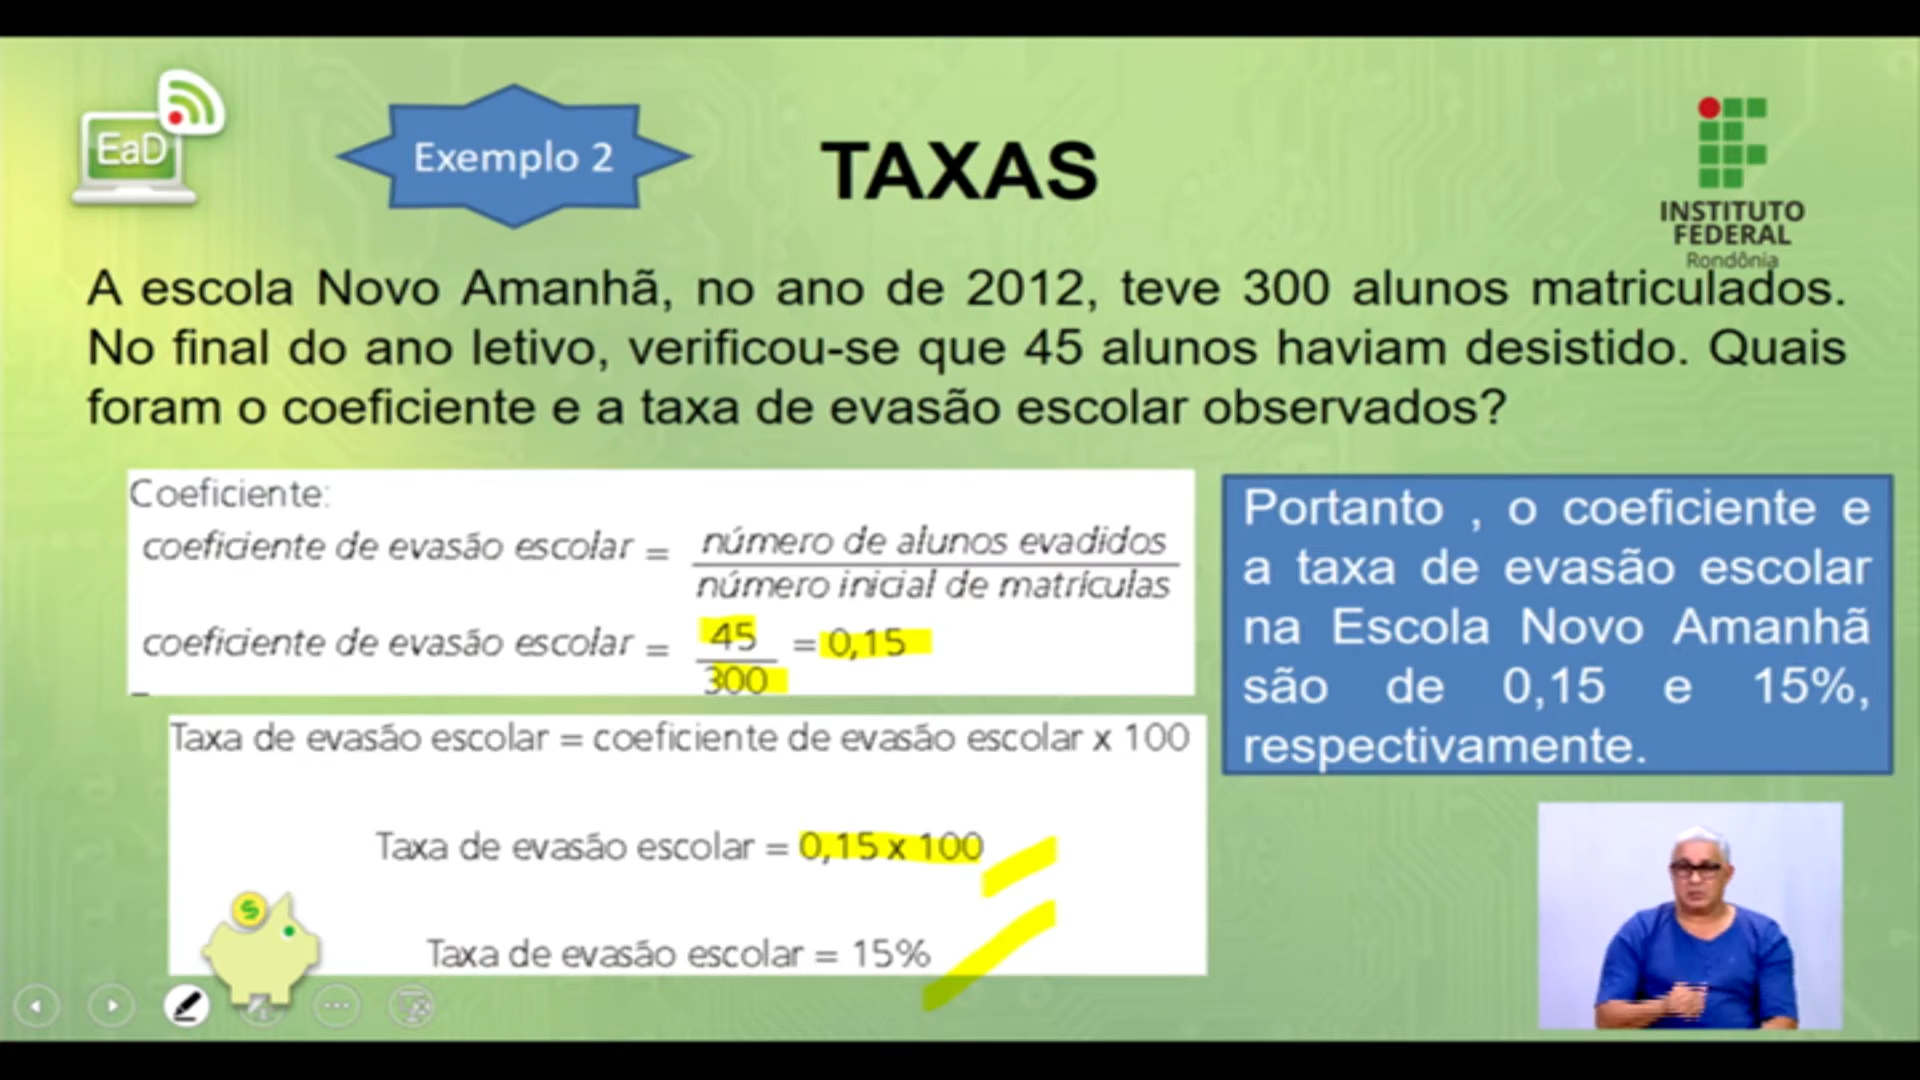 EaD
Exemplo 2
TAXAS
INSTITUTO
FEDERAL
Rondônia
A escola Novo Amanhã, no ano de 2012, teve 300 alunos matriculados.
No final do ano letivo, verificou-se que 45 alunos haviam desistido. Quais
foram o coeficiente e a taxa de evasão escolar observados?
Coeficiente:
coeficiente de evasão escolar = número de alunos evadidos
número inicial de matrículas
coeficiente de evasão escolar = 45 = 0,15
300
Taxa de evasão escolar = coeficiente de evasão escolar x 100
Taxa de evasão escolar = 0,15 x 100
Taxa de evasão escolar = 15%
Portanto , o coeficiente e
a taxa de evasão escolar
na Escola Novo Amanhã
são de 0,15 e 15%,
respectivamente.